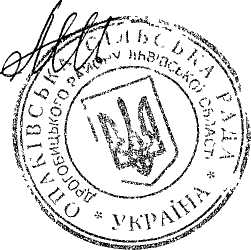 ОПАКІВСЬКА СІЛЬСЬКА РАДА
ДРОГОБИЦЬКОГО РАЙОНУ ЛЬВІВСЬКОЇ ОБЛАСТІ
* УКРАЇНА *